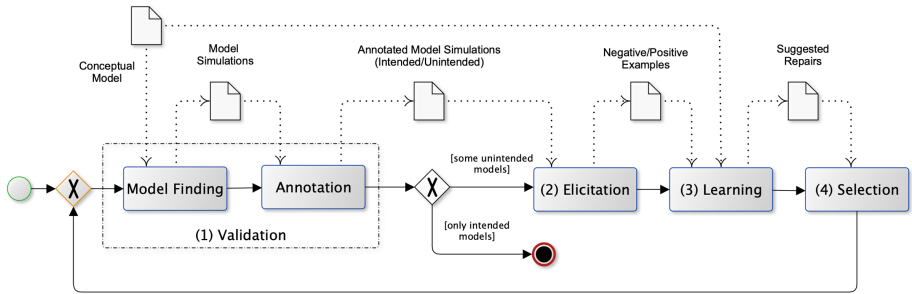 Conceptual
Model
Model
Simulations
Annotated Model Simulations
(Intended/Unintended)
Negative/Positive
Examples
Suggested
Repairs
X
Model Finding
Annotation
(1) Validation
X
[some unintended
models]
[only intended
models]
(2) Elicitation
(3) Learning
(4) Selection